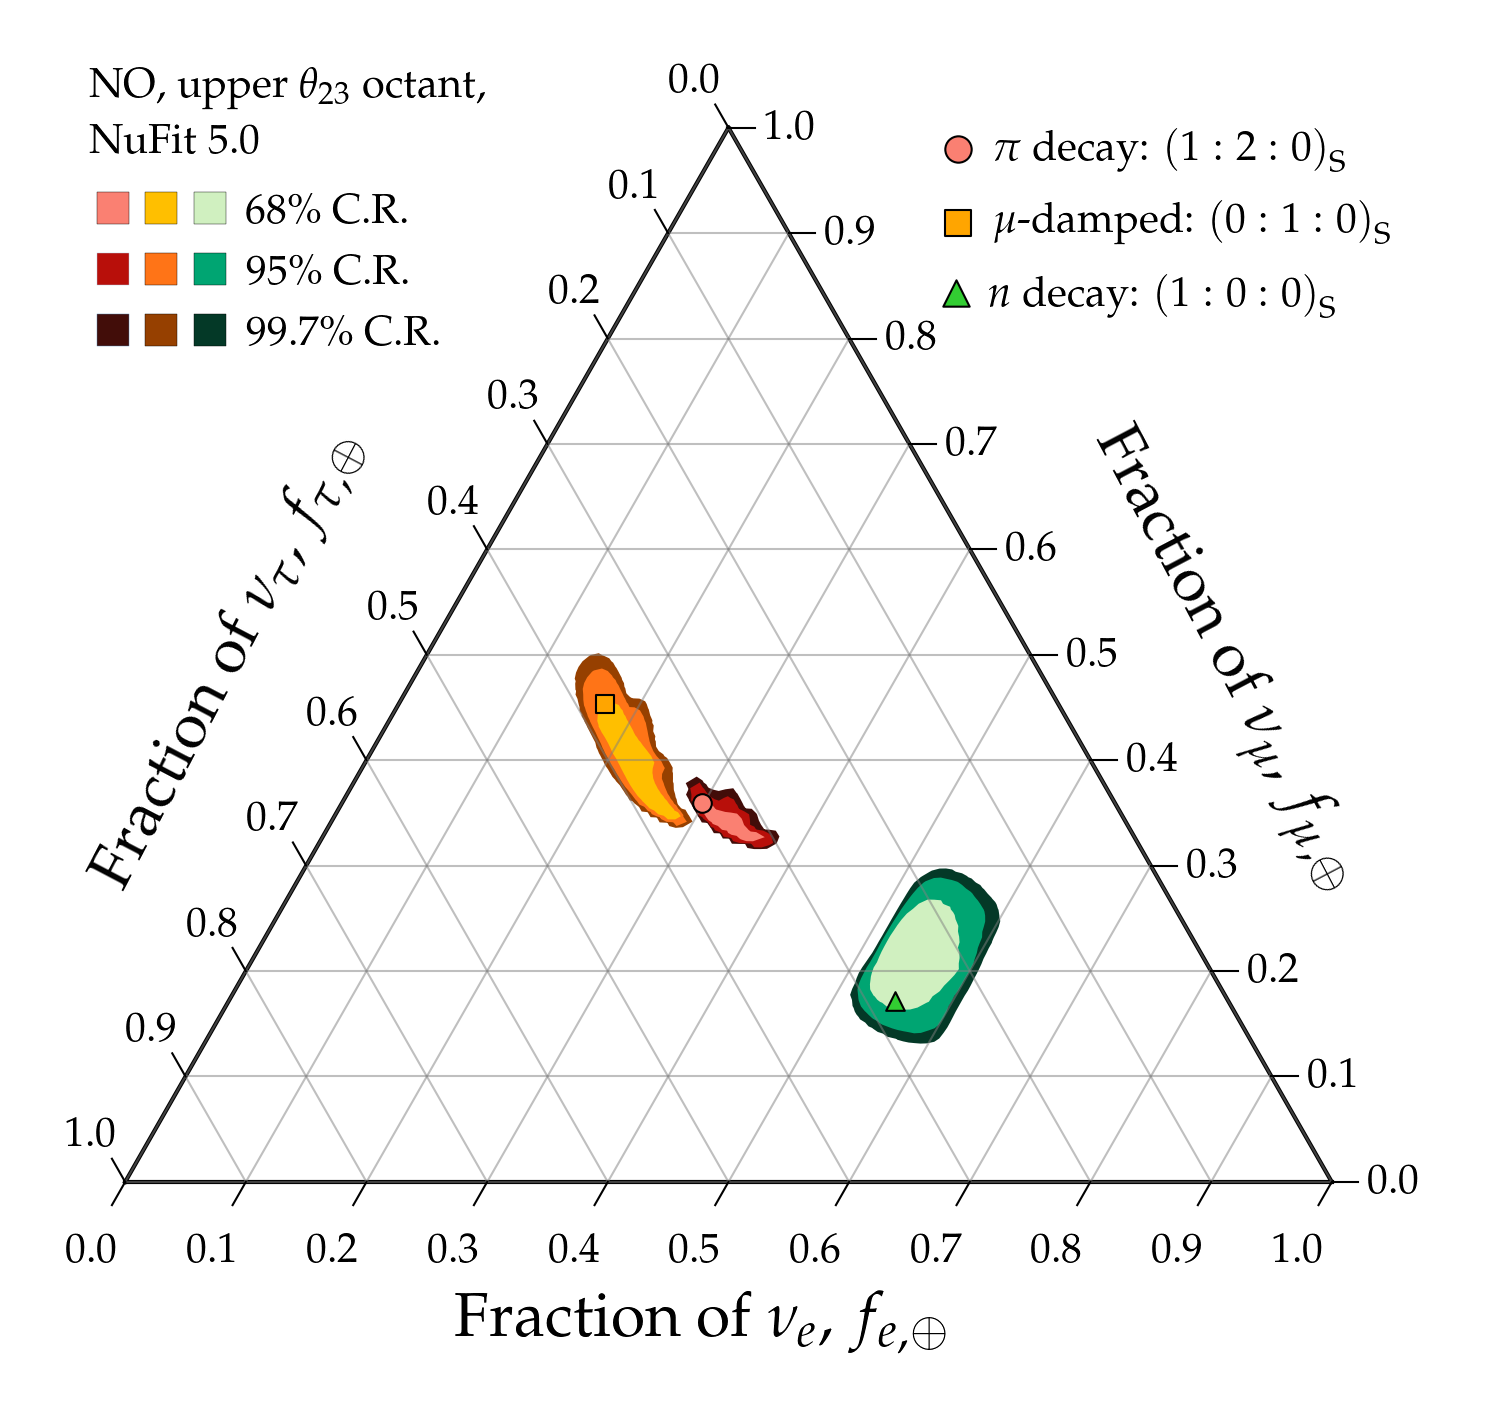 NO, upper θ₂₃ octant,
NuFit 5.0
68% C.R.
95% C.R.
99.7% C.R.
π decay: (1 : 2 : 0)S
μ-damped: (0 : 1 : 0)S
n decay: (1 : 0 : 0)S
Fraction of ντ, fτ,⊕
0.0
0.1
0.2
0.3
0.4
0.5
0.6
0.7
0.8
0.9
1.0
Fraction of νμ, fμ,⊕
1.0
0.9
0.8
0.7
0.6
0.5
0.4
0.3
0.2
0.1
0.0
0.0 0.1 0.2 0.3 0.4 0.5 0.6 0.7 0.8 0.9 1.0
Fraction of νe, fe,⊕